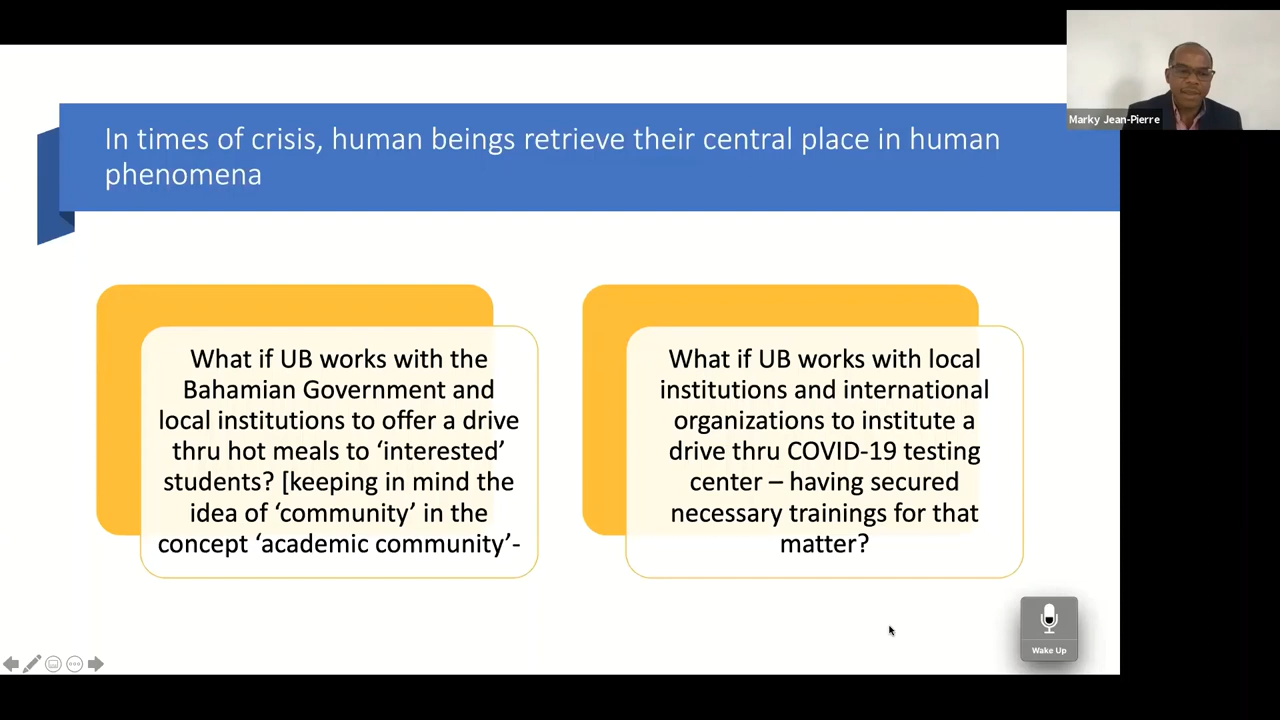 In times of crisis, human beings retrieve their central place in human
phenomena
Marky Jean-Pierre
What if UB works with the
Bahamian Government and
local institutions to offer a drive
thru hot meals to ‘interested’
students? [keeping in mind the
idea of ‘community’ in the
concept ‘academic community’-
What if UB works with local
institutions and international
organizations to institute a
drive thru COVID-19 testing
center – having secured
necessary trainings for that
matter?
Wake Up